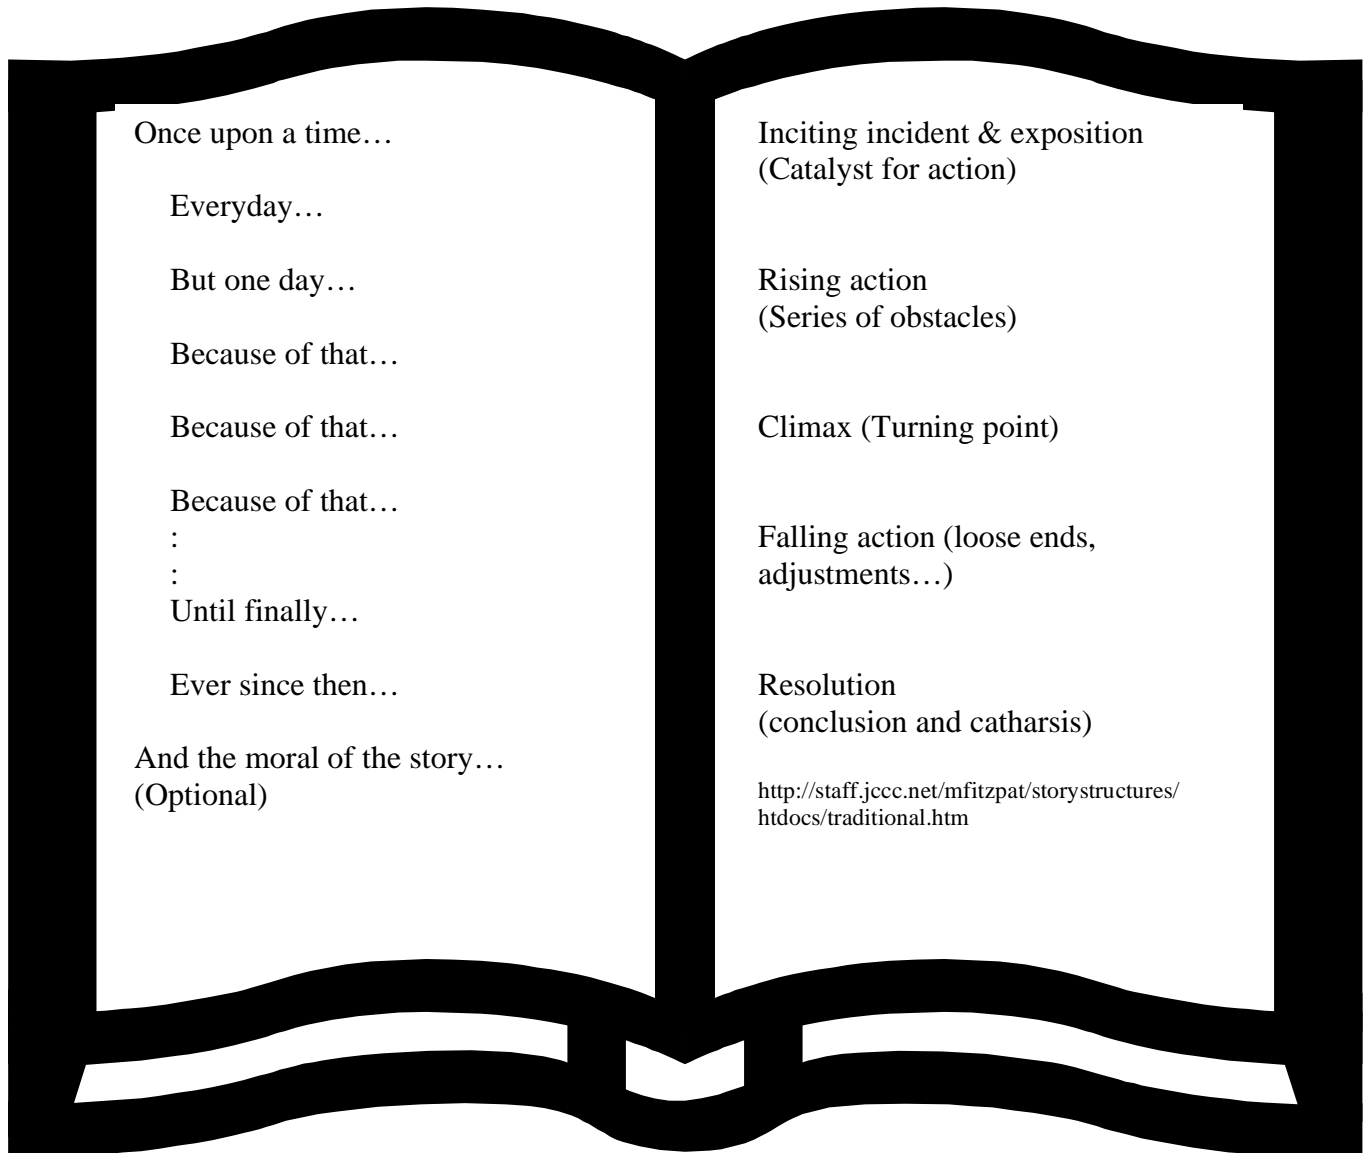 Once upon a time…
Everyday…
But one day…
Because of that…
Because of that…
Because of that…
:
:
Until finally…
Ever since then…
And the moral of the story…
(Optional)
Inciting incident & exposition
(Catalyst for action)
Rising action
(Series of obstacles)
Climax (Turning point)
Falling action (loose ends,
adjustments…)
Resolution
(conclusion and catharsis)
http://staff.jccc.net/mfitzpat/storystructures/
htdocs/traditional.htm